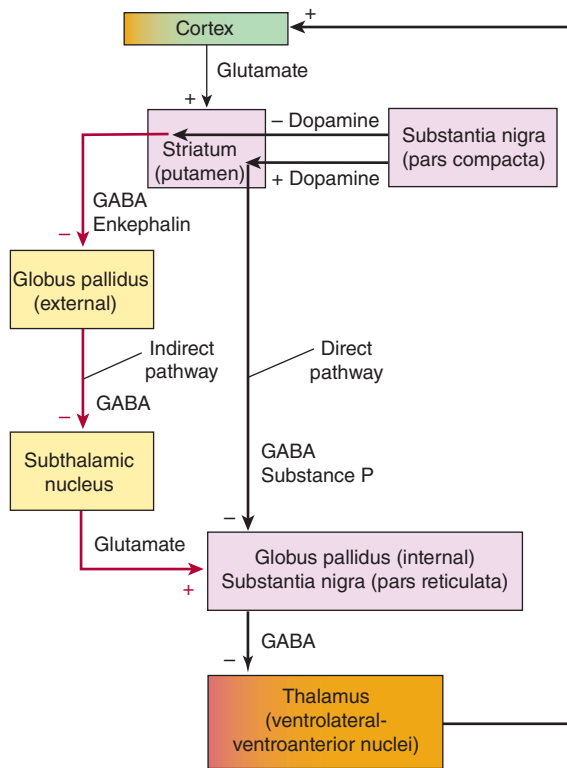 +
Cortex
Glutamate
+
– Dopamine
Striatum
(putamen)
Substantia nigra
(pars compacta)
+ Dopamine
GABA
Enkephalin
–
Globus pallidus
(external)
Indirect
pathway
Direct
pathway
–
GABA
Subthalamic
nucleus
GABA
Substance P
–
Glutamate
+
Globus pallidus (internal)
Substantia nigra (pars reticulata)
GABA
–
Thalamus
(ventrolateral-
ventroanterior nuclei)